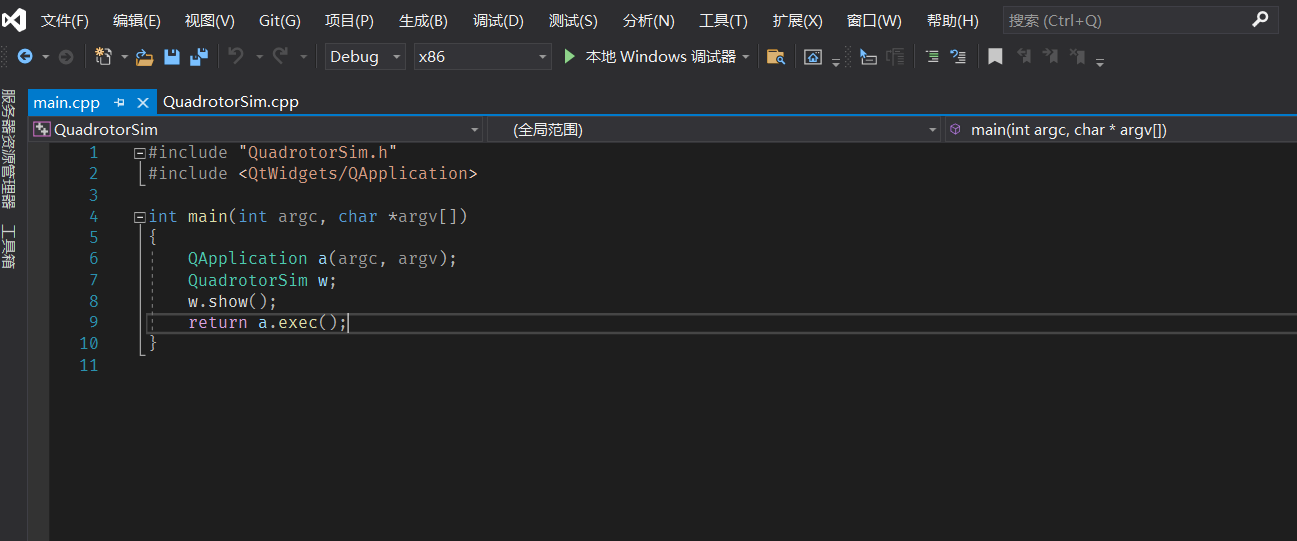 文件(F) 编辑(E) 视图(V) Git(G) 项目(P) 生成(B) 调试(D) 测试(S) 分析(N) 工具(T) 扩展(X) 窗口(W) 帮助(H) 搜索 (Ctrl+Q)
Debug x86 本地 Windows 调试器
服务器资源管理器
工具箱
main.cpp QuadrotorSim.cpp
QuadrotorSim (全局范围) main(int argc, char * argv[])
1 #include "QuadrotorSim.h"
2 #include <QtWidgets/QApplication>
3
4 int main(int argc, char *argv[])
5 {
6 QApplication a(argc, argv);
7 QuadrotorSim w;
8 w.show();
9 return a.exec();
10 }
11